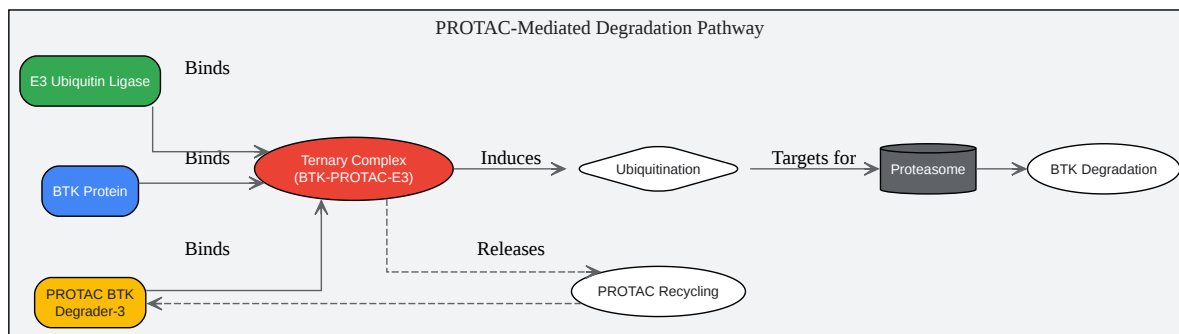 PROTAC-Mediated Degradation Pathway
E3 Ubiquitin Ligase
Binds
Binds
BTK Protein
Binds
PROTAC BTK
Degrader-3
Ternary Complex
(BTK-PROTAC-E3)
Induces
Ubiquitination
Targets for
Proteasome
BTK Degradation
Releases
PROTAC Recycling